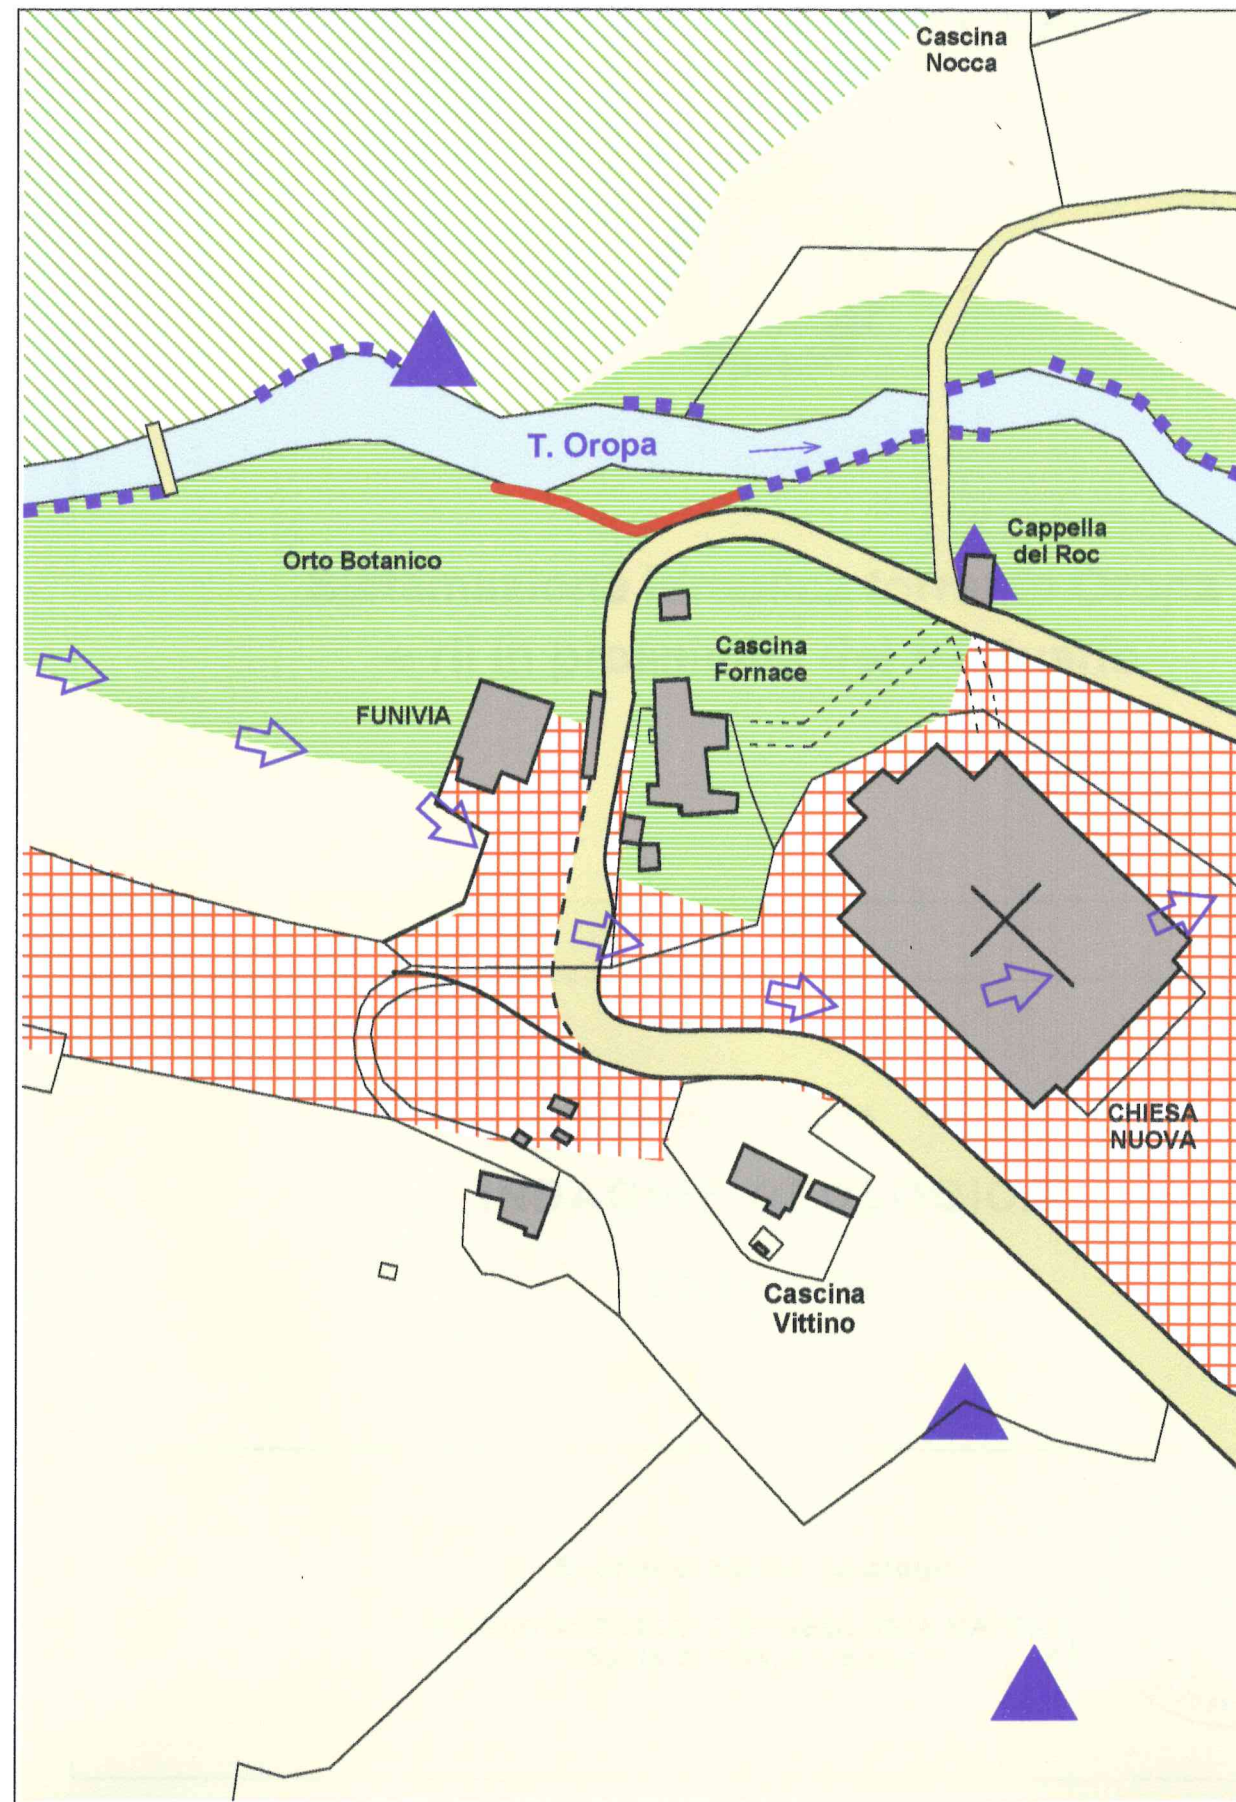 Cascina
Nocca
T. Oropa
Orto Botanico
Cappella
del Roc
Cascina
Fornace
FUNIVIA
CHIESA
NUOVA
Cascina
Vittino